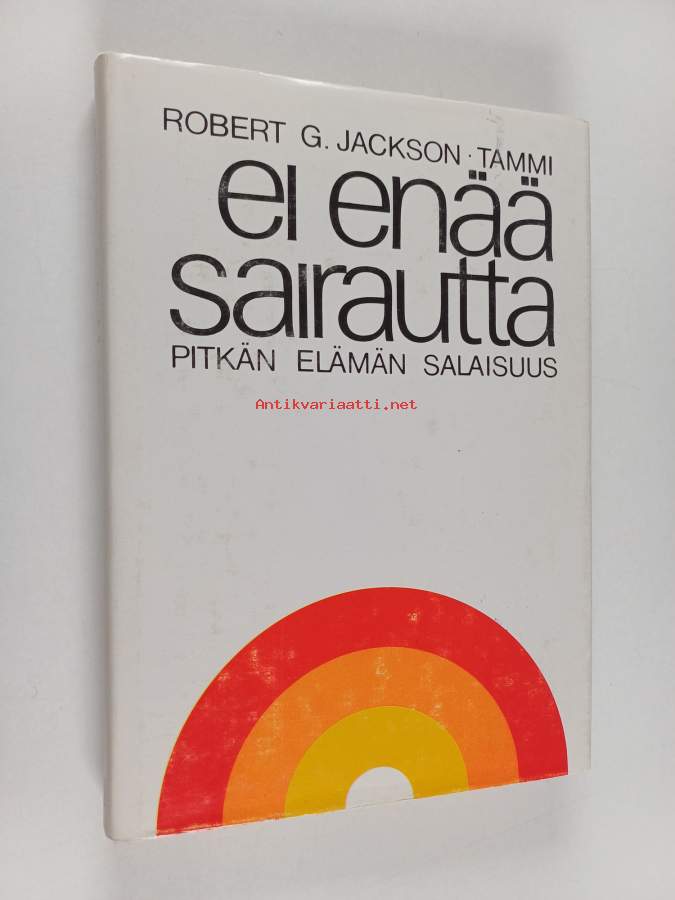 ROBERT G. JACKSON · TAMMI
ei enää
sairautta
PITKÄN ELÄMÄN SALAISUUS
Antikvariaatti.net